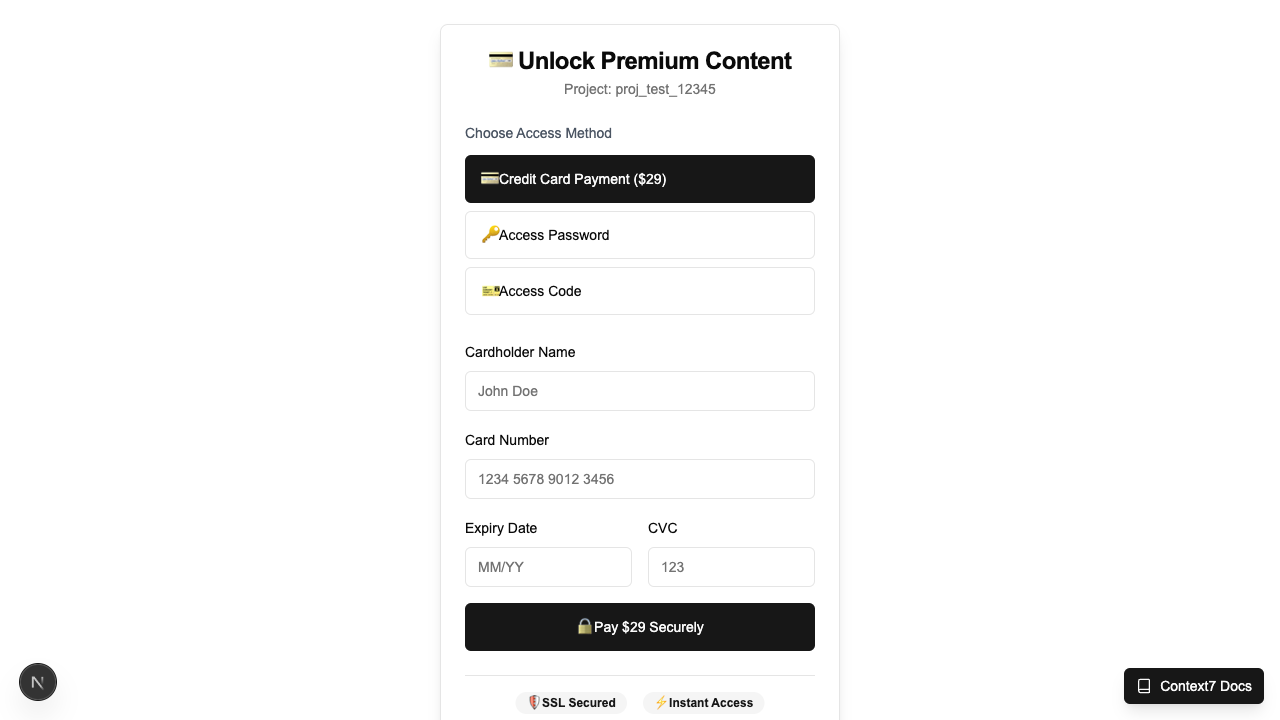 Unlock Premium Content
Project: proj_test_12345
Choose Access Method
Credit Card Payment ($29)
Access Password
Access Code
Cardholder Name
John Doe
Card Number
1234 5678 9012 3456
Expiry Date CVC
MM/YY 123
Pay $29 Securely
SSL Secured Instant Access
N
Context7 Docs